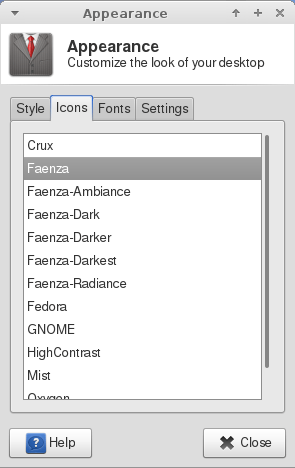 Appearance
Appearance
Customize the look of your desktop
Style Icons Fonts Settings
Crux
Faenza
Faenza-Ambiance
Faenza-Dark
Faenza-Darker
Faenza-Darkest
Faenza-Radiance
Fedora
GNOME
HighContrast
Mist
Oxygen
? Help
Close